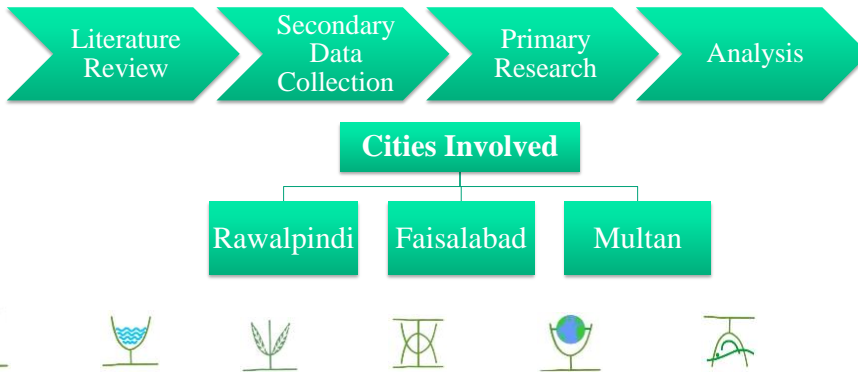 Literature
Review
Secondary
Data
Collection
Primary
Research
Analysis
Cities Involved
Rawalpindi
Faisalabad
Multan